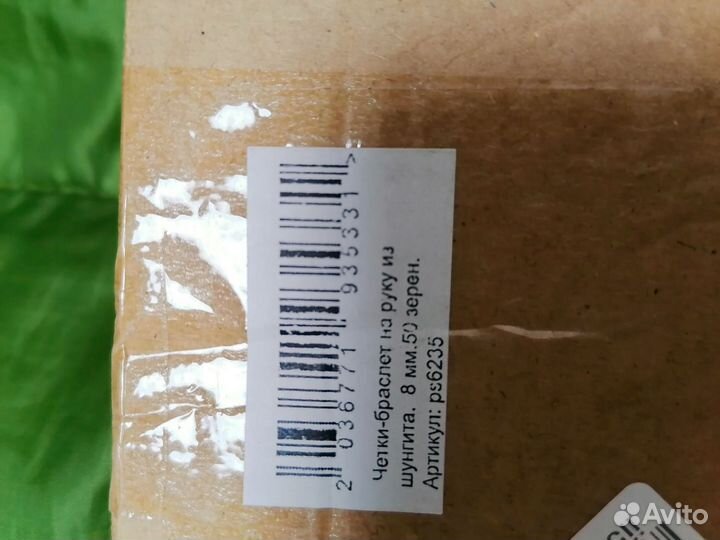 2 036771 935331 >
Четки-браслет на руку из
шунгита. 8 мм.50 зерен.
Артикул: ps6235
Avito